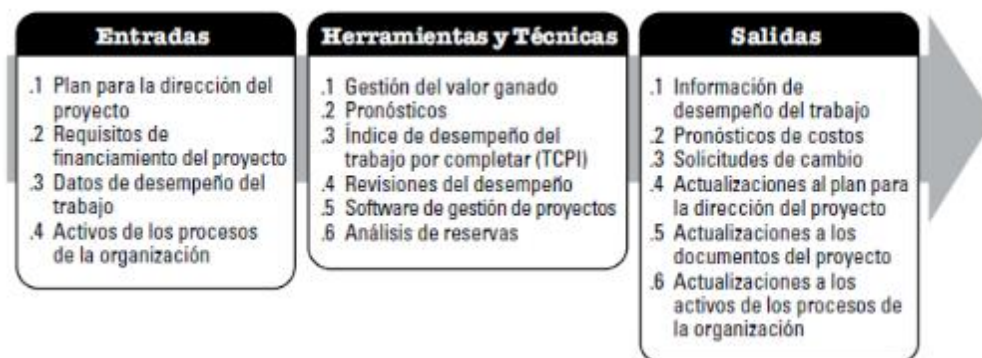 Entradas
.1 Plan para la dirección del
proyecto
.2 Requisitos de
financiamiento del proyecto
.3 Datos de desempeño del
trabajo
.4 Activos de los procesos
de la organización
Herramientas y Técnicas
.1 Gestión del valor ganado
.2 Pronósticos
.3 Índice de desempeño del
trabajo por completar (TCPI)
.4 Revisiones del desempeño
.5 Software de gestión de proyectos
.6 Análisis de reservas
Salidas
.1 Información de
desempeño del trabajo
.2 Pronósticos de costos
.3 Solicitudes de cambio
.4 Actualizaciones al plan para
la dirección del proyecto
.5 Actualizaciones a los
documentos del proyecto
.6 Actualizaciones a los
activos de los procesos de
la organización